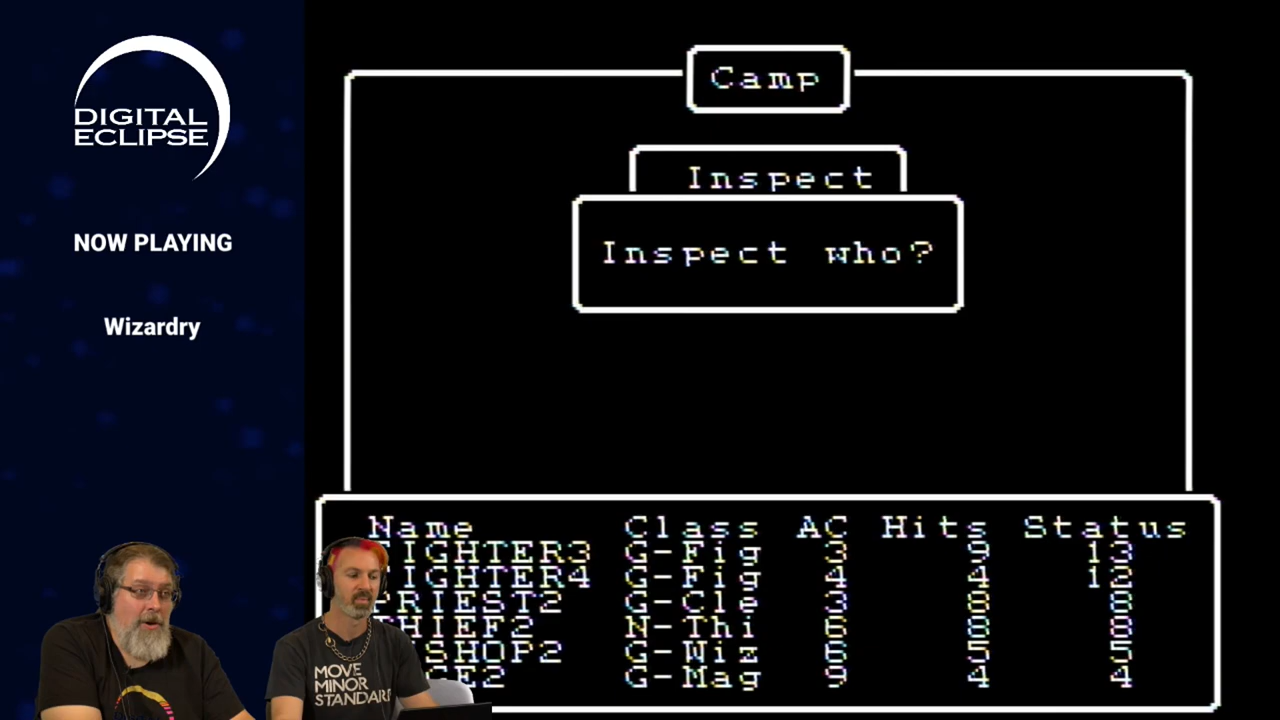 DIGITAL
ECLIPSE
NOW PLAYING
Wizardry
Camp
Inspect
Inspect who?
Name Class AC Hits Status
IGHTER3 G-Fig 3 9 13
IGHTER4 G-Fig 4 4 12
PRIEST2 G-Cle 3 8 8
THIEF2 N-Thi 6 8 8
SHOP2 G-Wiz 6 5 5
E2 G-Mag 9 4 4
MOVE
MINOR
STANDARD